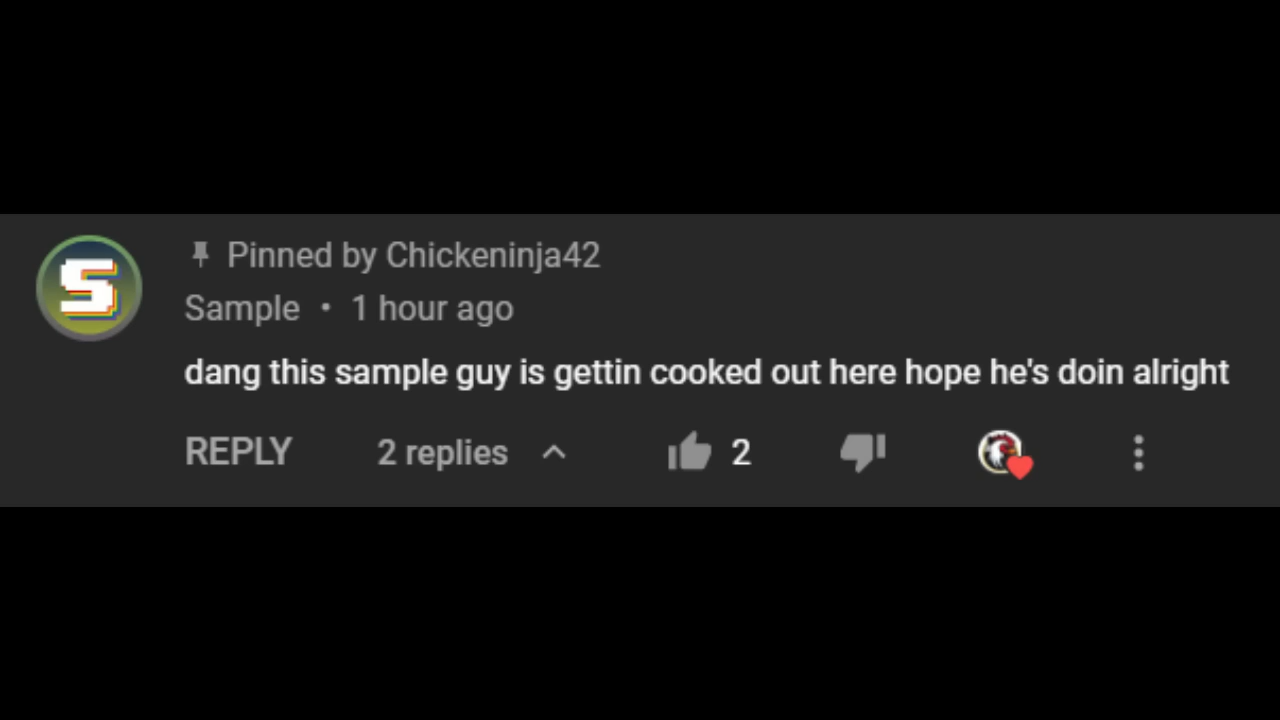 S
Pinned by Chickeninja42
Sample • 1 hour ago
dang this sample guy is gettin cooked out here hope he's doin alright
REPLY 2 replies 2